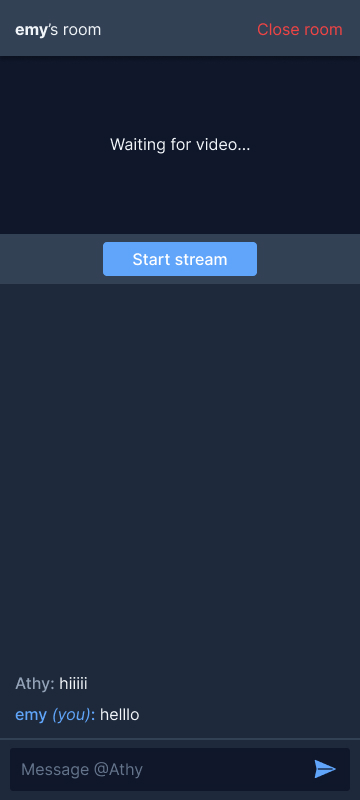 emy’s room
Close room
Waiting for video...
Start stream
Athy: hiiiii
emy (you): helllo
Message @Athy